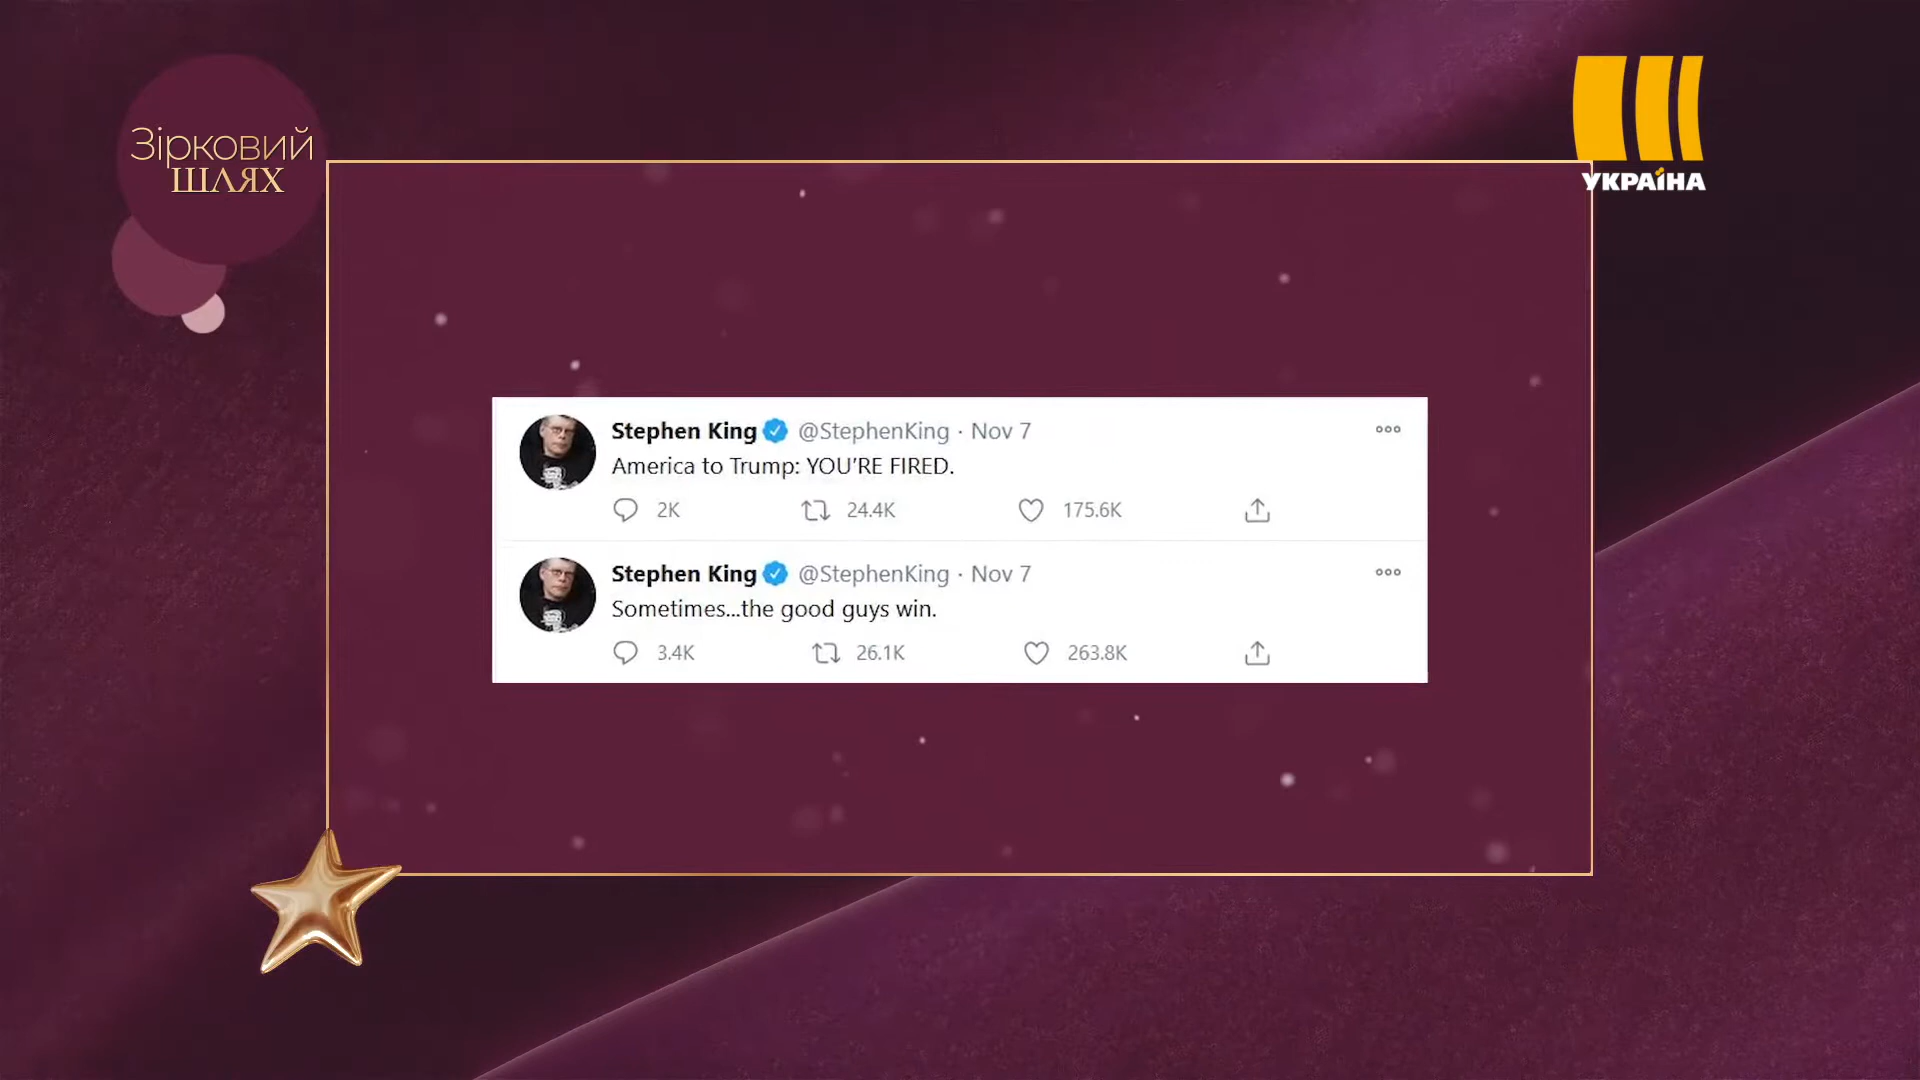 Зірковий
ШЛЯХ
УКРАЇНА
Stephen King @StephenKing · Nov 7
America to Trump: YOU'RE FIRED.
2K 24.4K 175.6K
Stephen King @StephenKing · Nov 7
Sometimes...the good guys win.
3.4K 26.1K 263.8K